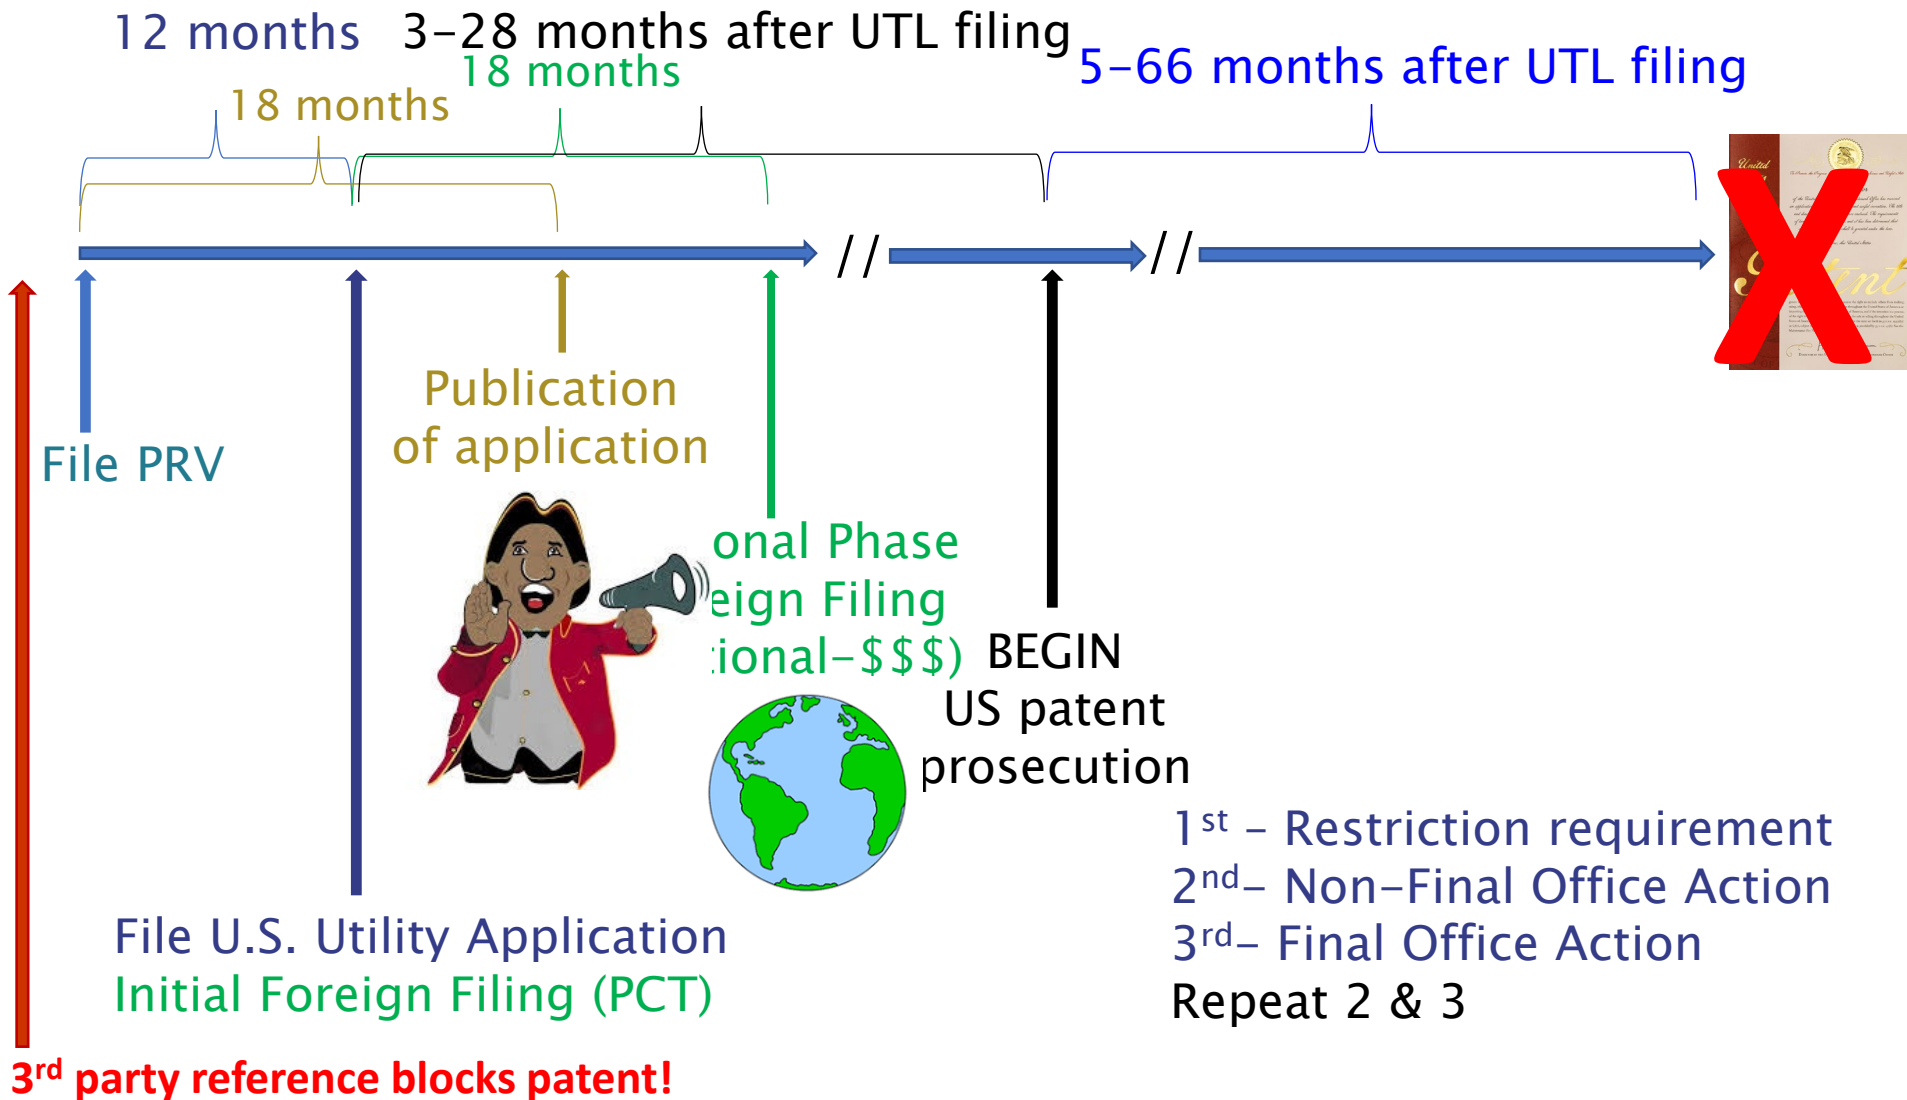 12 months
3-28 months after UTL filing
18 months
5-66 months after UTL filing
18 months
//
//
United
X
File PRV
Publication
of application
onal Phase
eign Filing
tional-$$$)
BEGIN
US patent
prosecution
1st - Restriction requirement
2nd- Non-Final Office Action
3rd- Final Office Action
Repeat 2 & 3
File U.S. Utility Application
Initial Foreign Filing (PCT)
3rd party reference blocks patent!